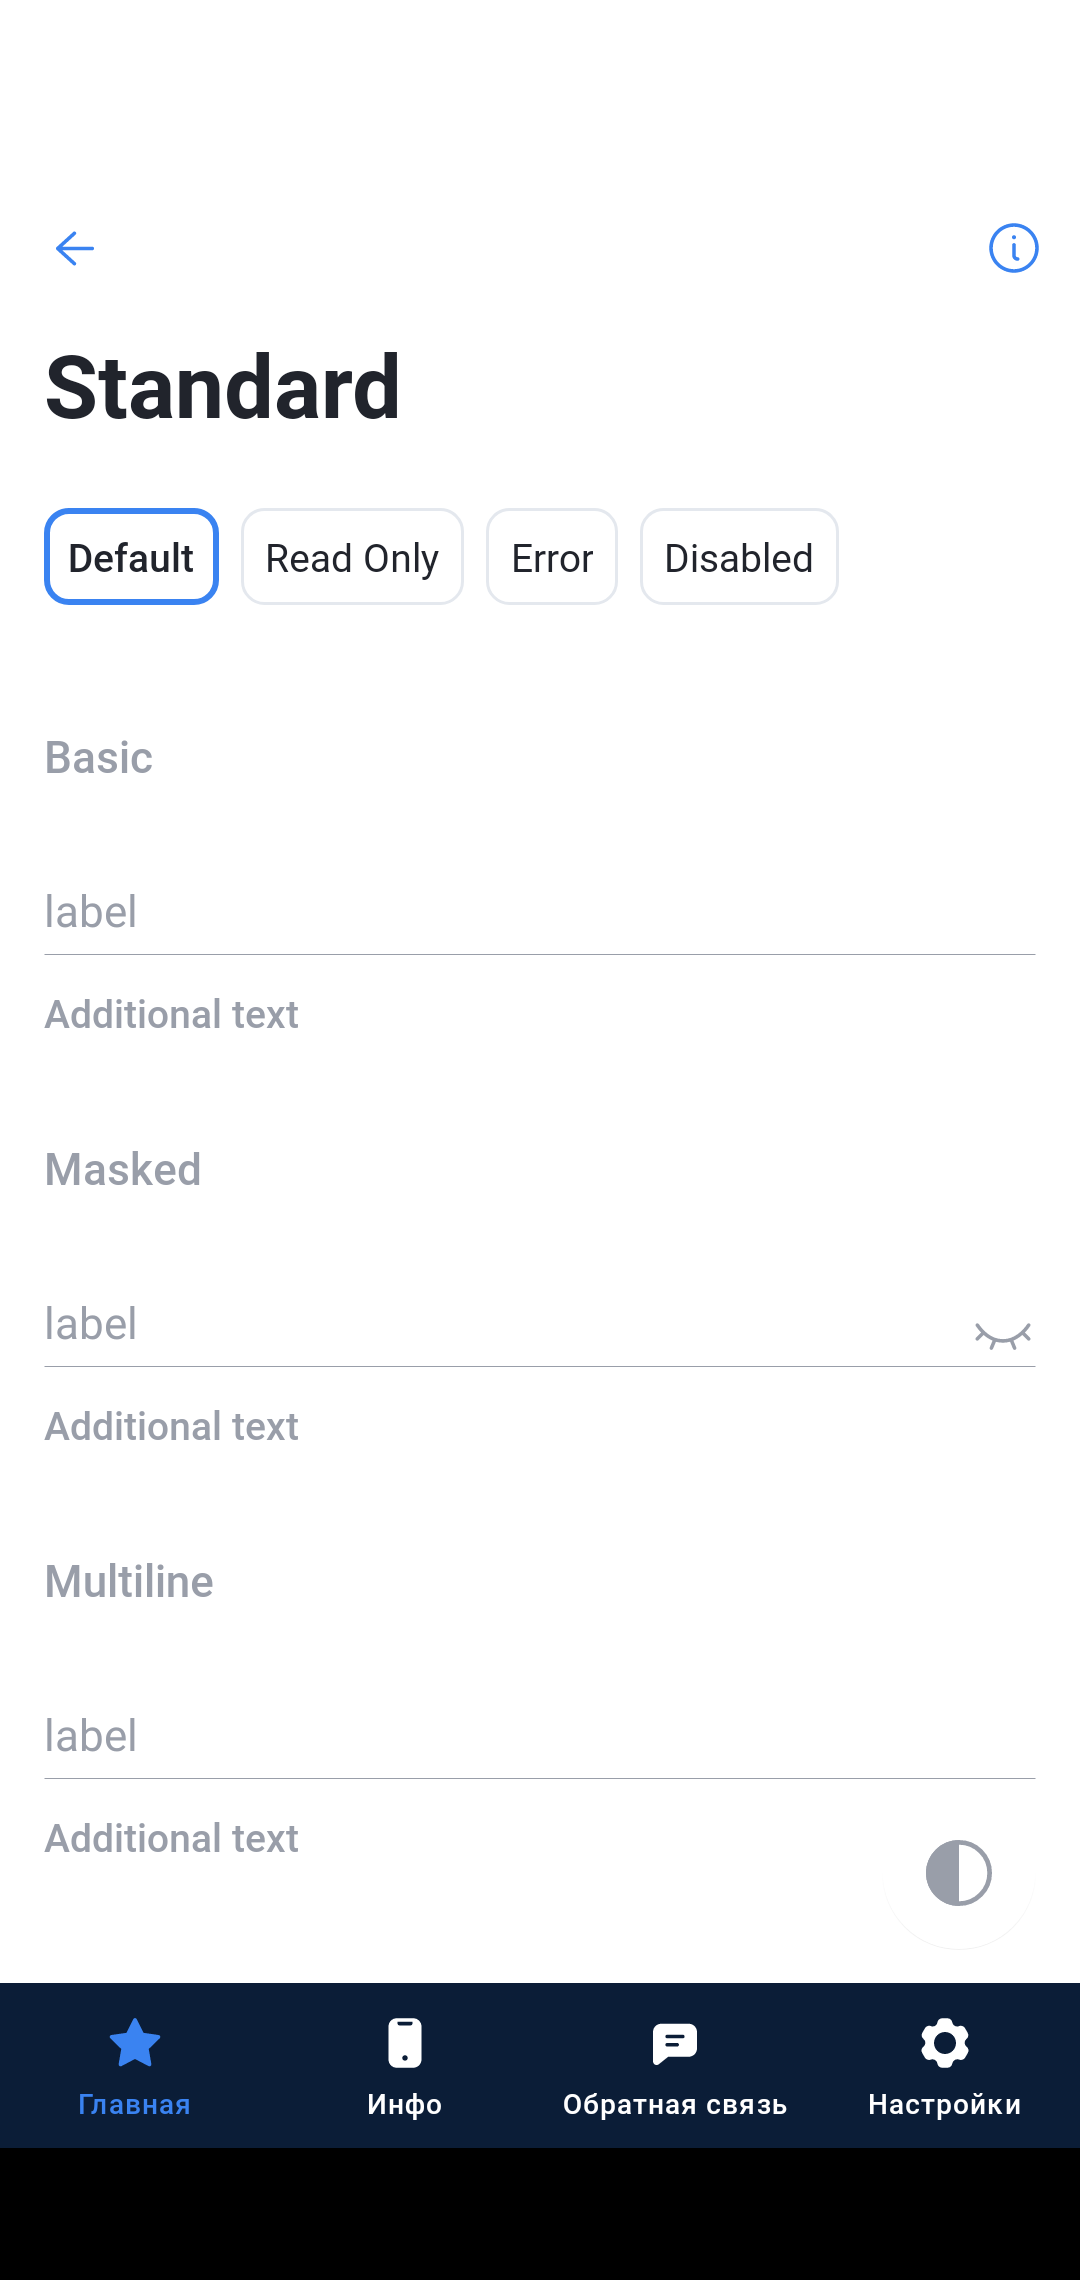 Standard
Default
Read Only
Error
Disabled
Basic
label
Additional text
Masked
label
Additional text
Multiline
label
Additional text
Главная
Инфо
Обратная связь
Настройки